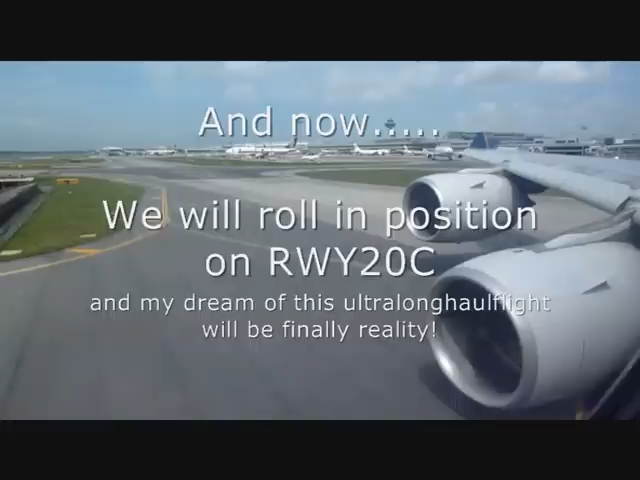 And now.....
We will roll in position
on RWY20C
and my dream of this ultralonghaulflight
will be finally reality!